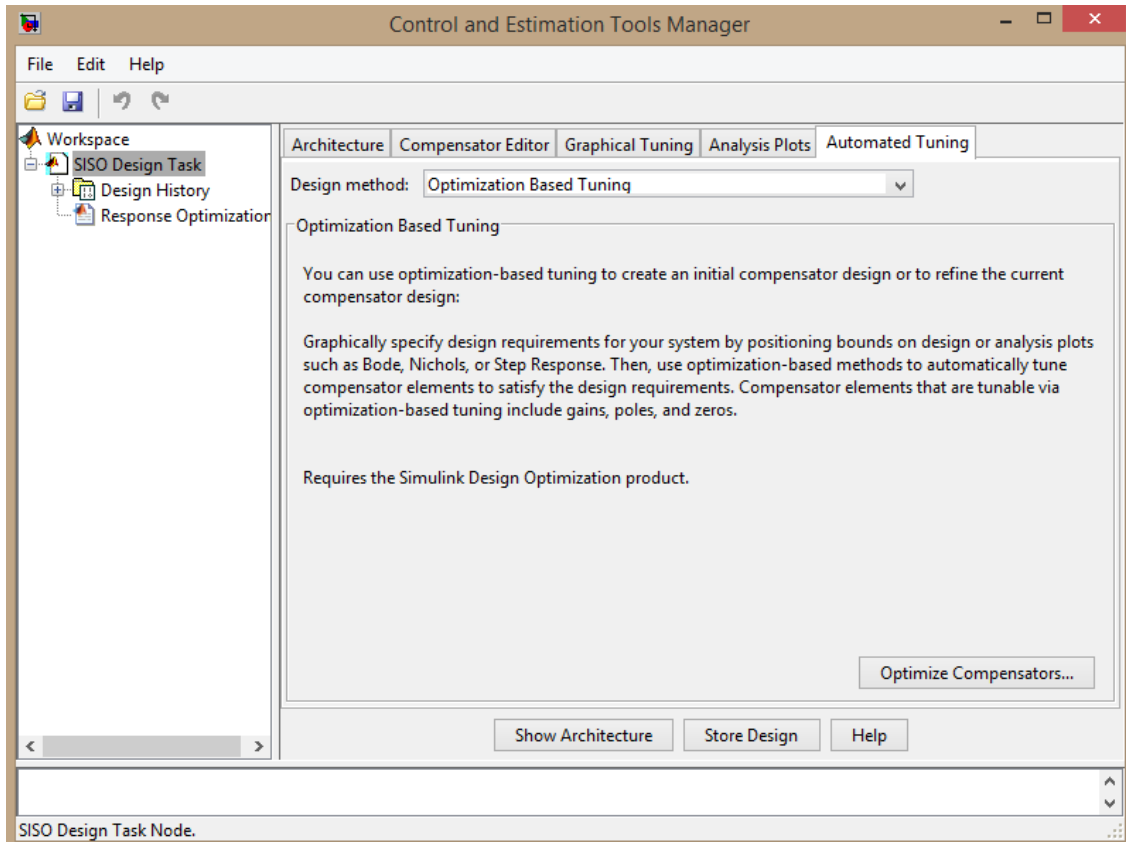 Control and Estimation Tools Manager
File Edit Help
Workspace
SISO Design Task
Design History
Response Optimization
Architecture Compensator Editor Graphical Tuning Analysis Plots Automated Tuning
Design method: Optimization Based Tuning
Optimization Based Tuning
You can use optimization-based tuning to create an initial compensator design or to refine the current
compensator design:
Graphically specify design requirements for your system by positioning bounds on design or analysis plots
such as Bode, Nichols, or Step Response. Then, use optimization-based methods to automatically tune
compensator elements to satisfy the design requirements. Compensator elements that are tunable via
optimization-based tuning include gains, poles, and zeros.
Requires the Simulink Design Optimization product.
Optimize Compensators...
Show Architecture Store Design Help
SISO Design Task Node.